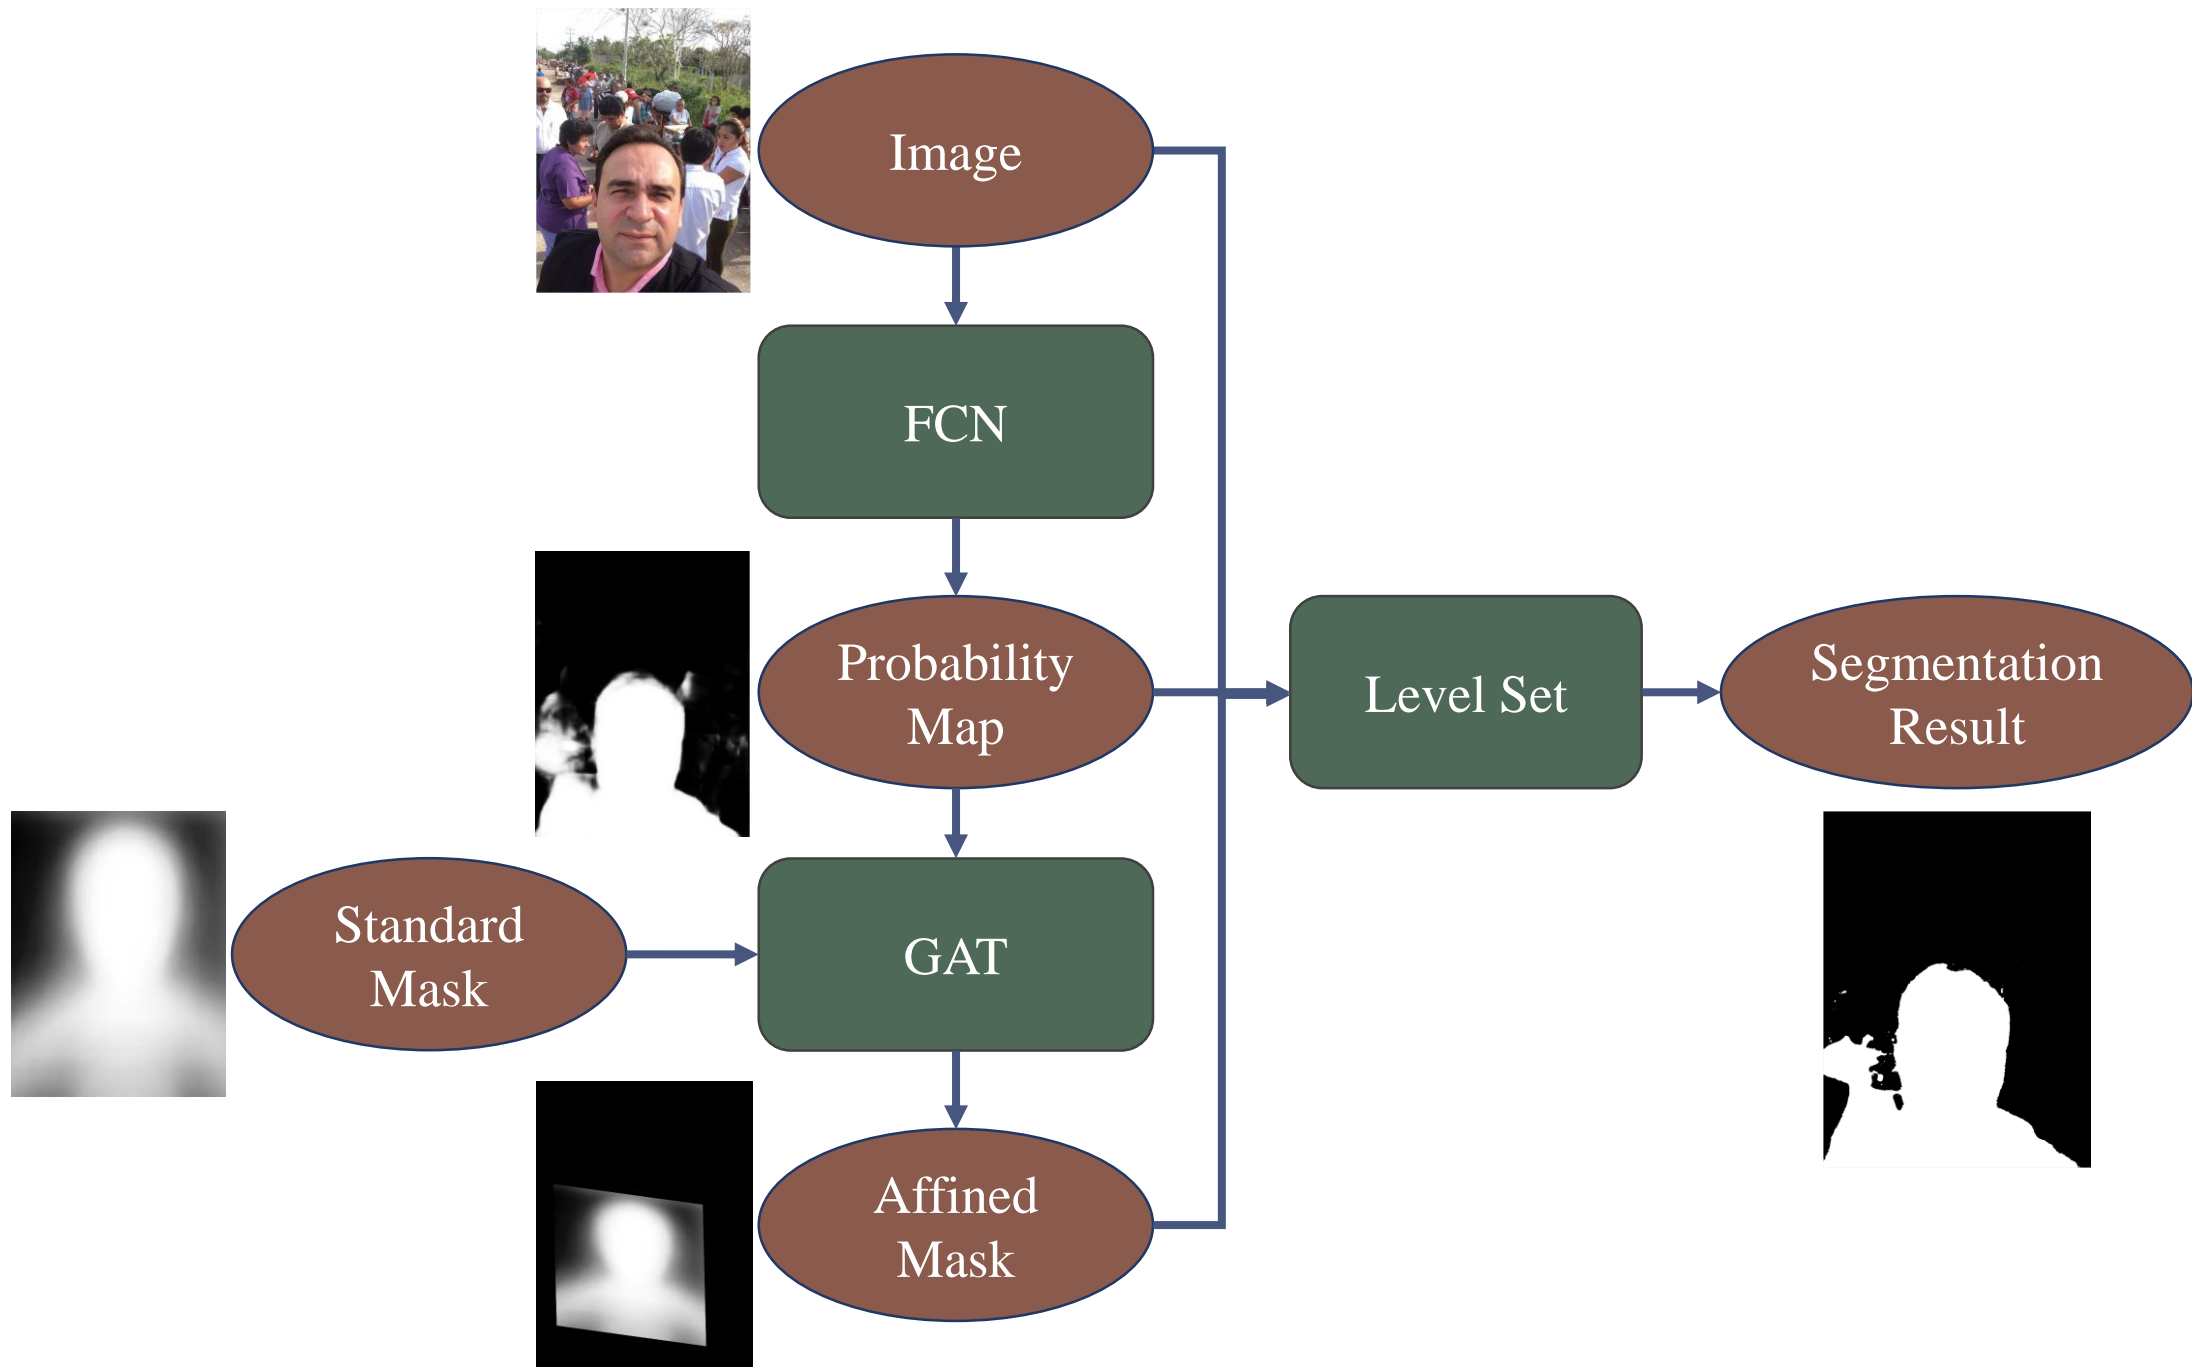 Image
FCN
Probability
Map
Level Set
Segmentation
Result
Standard
Mask
GAT
Affined
Mask